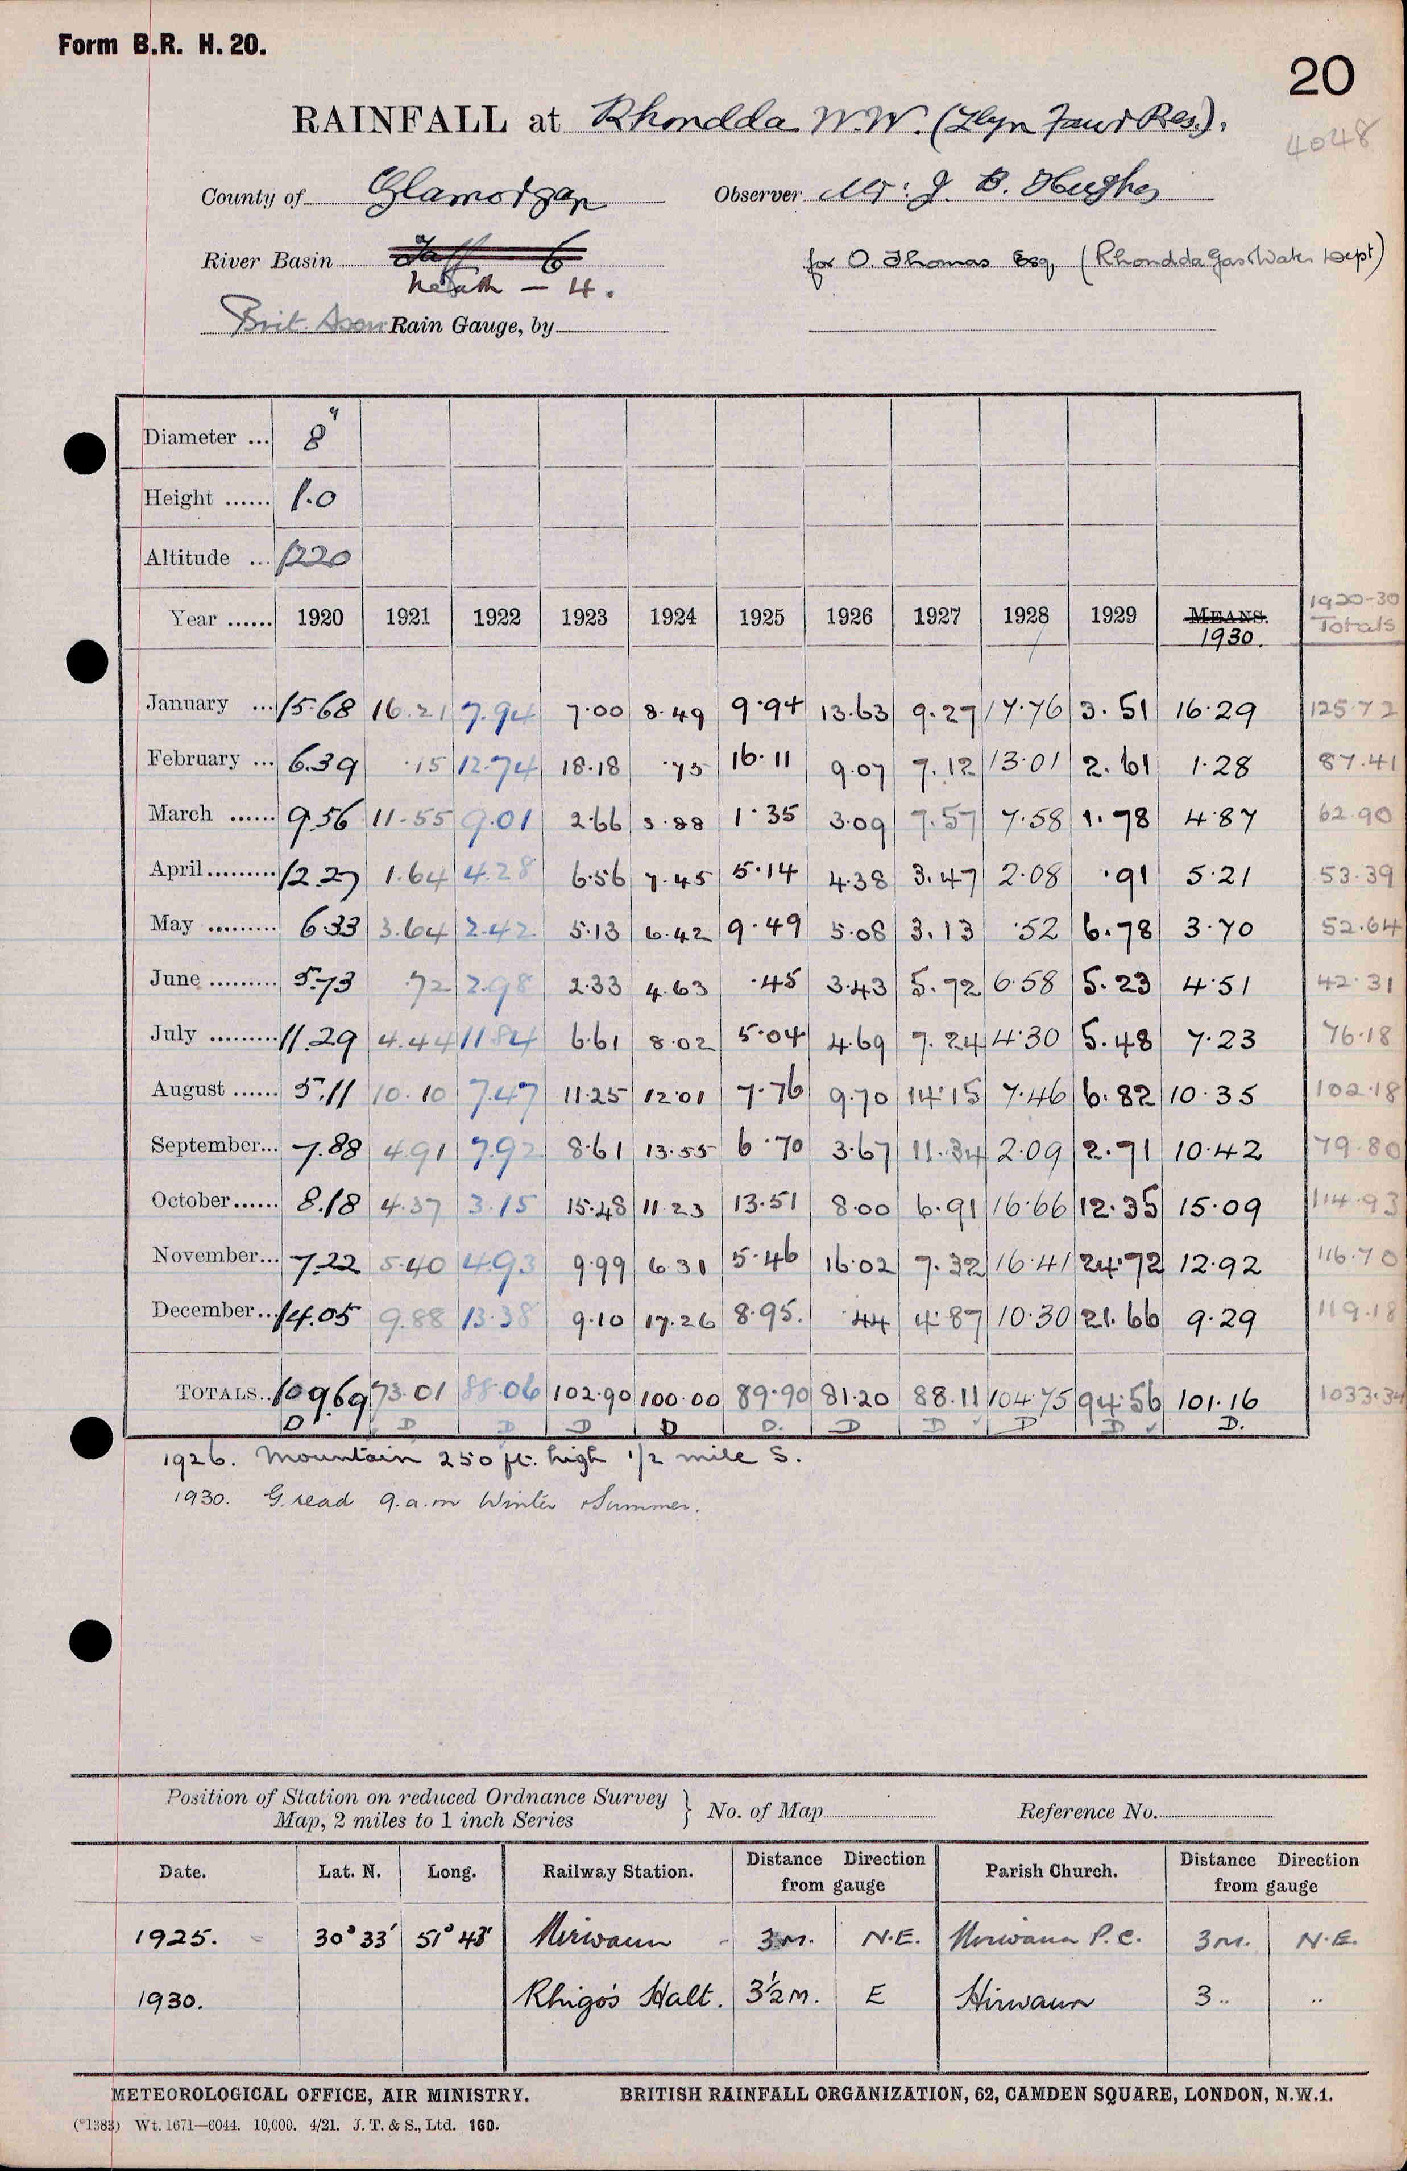 Form B.R. H. 20.
20
RAINFALL at Rhondda W.W. (Llyn Fawr Res.).
4048
County of Glamorgan Observer Mr. J. B. Hughes
River Basin Taff 6 for O. Thomas Esq, (Rhondda Gas & Water Dept)
Neath — 4.
Brit. Assn Rain Gauge, by
Diameter ... 8"
Height ...... 1.0
Altitude ... 1220
Year ...... 1920 1921 1922 1923 1924 1925 1926 1927 1928 1929 MEANS. 1930. 1920-30 Totals
January ... 15.68 16.21 7.94 7.00 8.49 9.94 13.63 9.27 17.76 3.51 16.29 125.72
February ... 6.39 .15 12.74 18.18 .75 16.11 9.07 7.12 13.01 2.61 1.28 87.41
March ...... 9.56 11.55 9.01 2.66 3.88 1.35 3.09 7.57 7.58 1.78 4.87 62.90
April ......... 12.27 1.64 4.28 6.56 7.45 5.14 4.38 3.47 2.08 .91 5.21 53.39
May ......... 6.33 3.64 2.42 5.13 6.42 9.49 5.08 3.13 .52 6.78 3.70 52.64
June ......... 5.73 .72 2.98 2.33 4.63 .45 3.43 5.72 6.58 5.23 4.51 42.31
July ......... 11.29 4.44 11.84 6.61 8.02 5.04 4.69 7.24 4.30 5.48 7.23 76.18
August ...... 5.11 10.10 7.47 11.25 12.01 7.76 9.70 14.15 7.46 6.82 10.35 102.18
September... 7.88 4.91 7.92 8.61 13.55 6.70 3.67 11.34 2.09 2.71 10.42 79.80
October...... 8.18 4.37 3.15 15.48 11.23 13.51 8.00 6.91 16.66 12.35 15.09 114.93
November... 7.22 5.40 4.93 9.99 6.31 5.46 16.02 7.32 16.41 24.72 12.92 116.70
December... 14.05 9.88 13.38 9.10 17.26 8.95. .44 4.87 10.30 21.66 9.29 119.18
TOTALS.. 109.69 73.01 88.06 102.90 100.00 89.90 81.20 88.11 104.75 94.56 101.16 1033.34
D D D D D D. D D D D D.
1926. Mountain 250 ft. high 1/2 mile S.
1930. G. read 9.a.m Winter & Summer.
Position of Station on reduced Ordnance Survey
Map, 2 miles to 1 inch Series } No. of Map Reference No.
Date. Lat. N. Long. Railway Station. Distance Direction from gauge Parish Church. Distance Direction from gauge
1925. 30° 33' 51° 43' Hirwaun 3 M. N.E. Hirwaun P.C. 3 m. N.E.
1930. Rhigos Halt. 3½ M. E Hirwaun 3 .. ..
METEOROLOGICAL OFFICE, AIR MINISTRY. BRITISH RAINFALL ORGANIZATION, 62, CAMDEN SQUARE, LONDON, N.W.1.
(*1383) Wt. 1671—6044. 10,000. 4/21. J. T. & S., Ltd. 160.